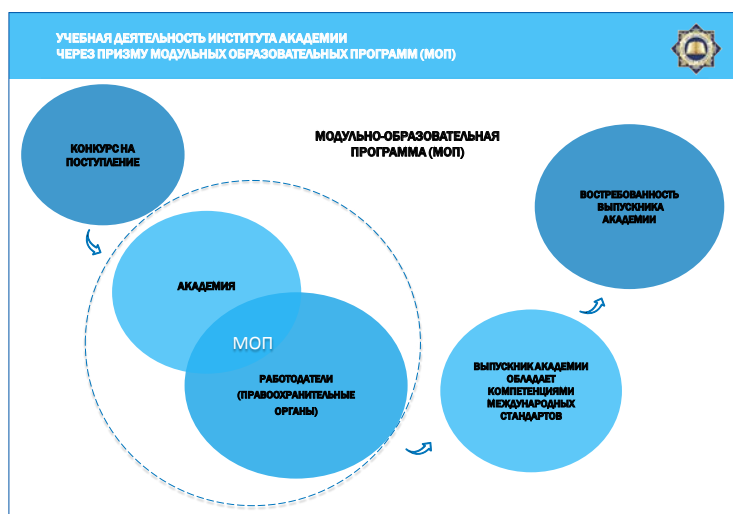 УЧЕБНАЯ ДЕЯТЕЛЬНОСТЬ ИНСТИТУТА АКАДЕМИИ
ЧЕРЕЗ ПРИЗМУ МОДУЛЬНЫХ ОБРАЗОВАТЕЛЬНЫХ ПРОГРАММ (МОП)
КОНКУРС НА
ПОСТУПЛЕНИЕ
МОДУЛЬНО-ОБРАЗОВАТЕЛЬНАЯ
ПРОГРАММА (МОП)
ВОСТРЕБОВАННОСТЬ
ВЫПУСКНИКА
АКАДЕМИИ
АКАДЕМИЯ
МОП
РАБОТОДАТЕЛИ
(ПРАВООХРАНИТЕЛЬНЫЕ
ОРГАНЫ)
ВЫПУСКНИК АКАДЕМИИ
ОБЛАДАЕТ
КОМПЕТЕНЦИЯМИ
МЕЖДУНАРОДНЫХ
СТАНДАРТОВ